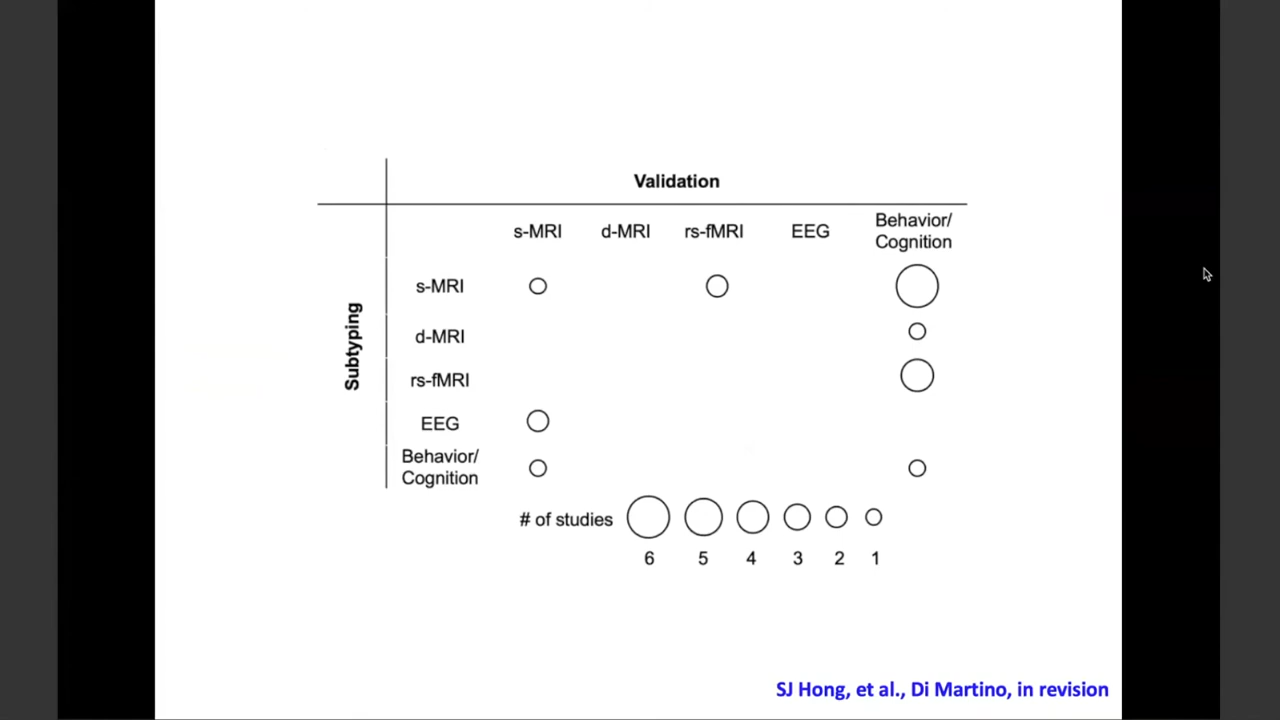 Validation
s-MRI d-MRI rs-fMRI EEG Behavior/
Cognition
Subtyping
s-MRI
d-MRI
rs-fMRI
EEG
Behavior/
Cognition
# of studies
6 5 4 3 2 1
SJ Hong, et al., Di Martino, in revision